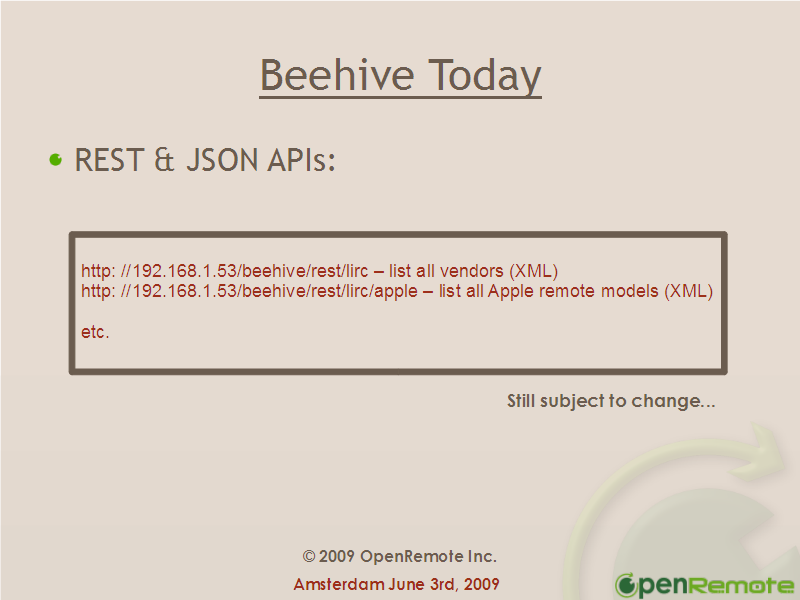 Beehive Today
REST & JSON APIs:
http: //192.168.1.53/beehive/rest/lirc – list all vendors (XML)
http: //192.168.1.53/beehive/rest/lirc/apple – list all Apple remote models (XML)
etc.
Still subject to change...
© 2009 OpenRemote Inc.
Amsterdam June 3rd, 2009
OpenRemote